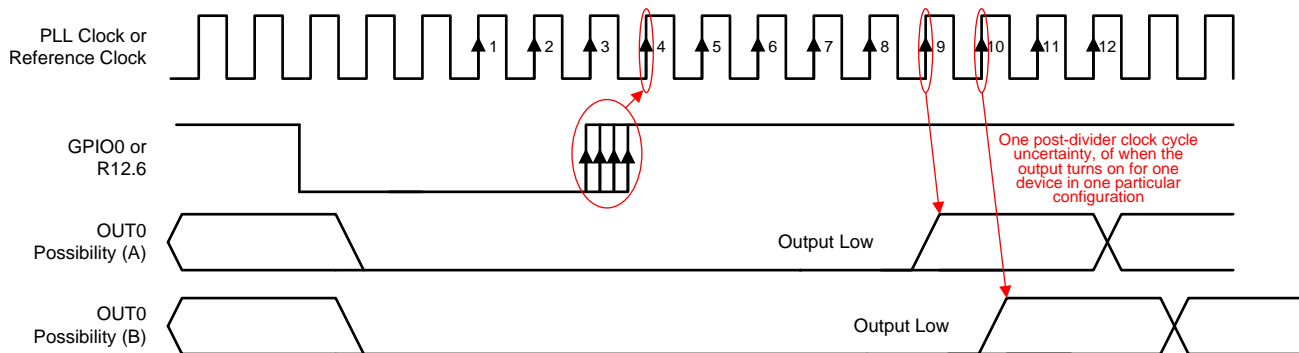 PLL Clock or
Reference Clock
1 2 3 4 5 6 7 8 9 10 11 12
GPIO0 or
R12.6
One post-divider clock cycle
uncertainty, of when the
output turns on for one
device in one particular
configuration
OUT0
Possibility (A)
Output Low
OUT0
Possibility (B)
Output Low